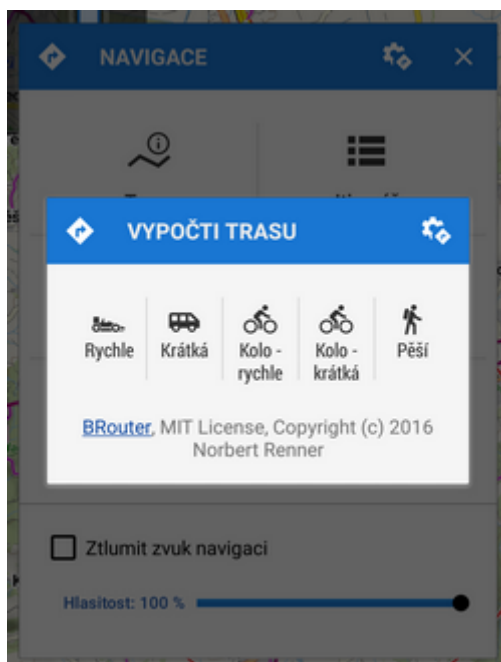 NAVIGACE
VYPOČTI TRASU
Rychle
Krátká
Kolo -
rychle
Kolo -
krátká
Pěší
BRouter, MIT License, Copyright (c) 2016
Norbert Renner
Ztlumit zvuk navigaci
Hlasitost: 100 %